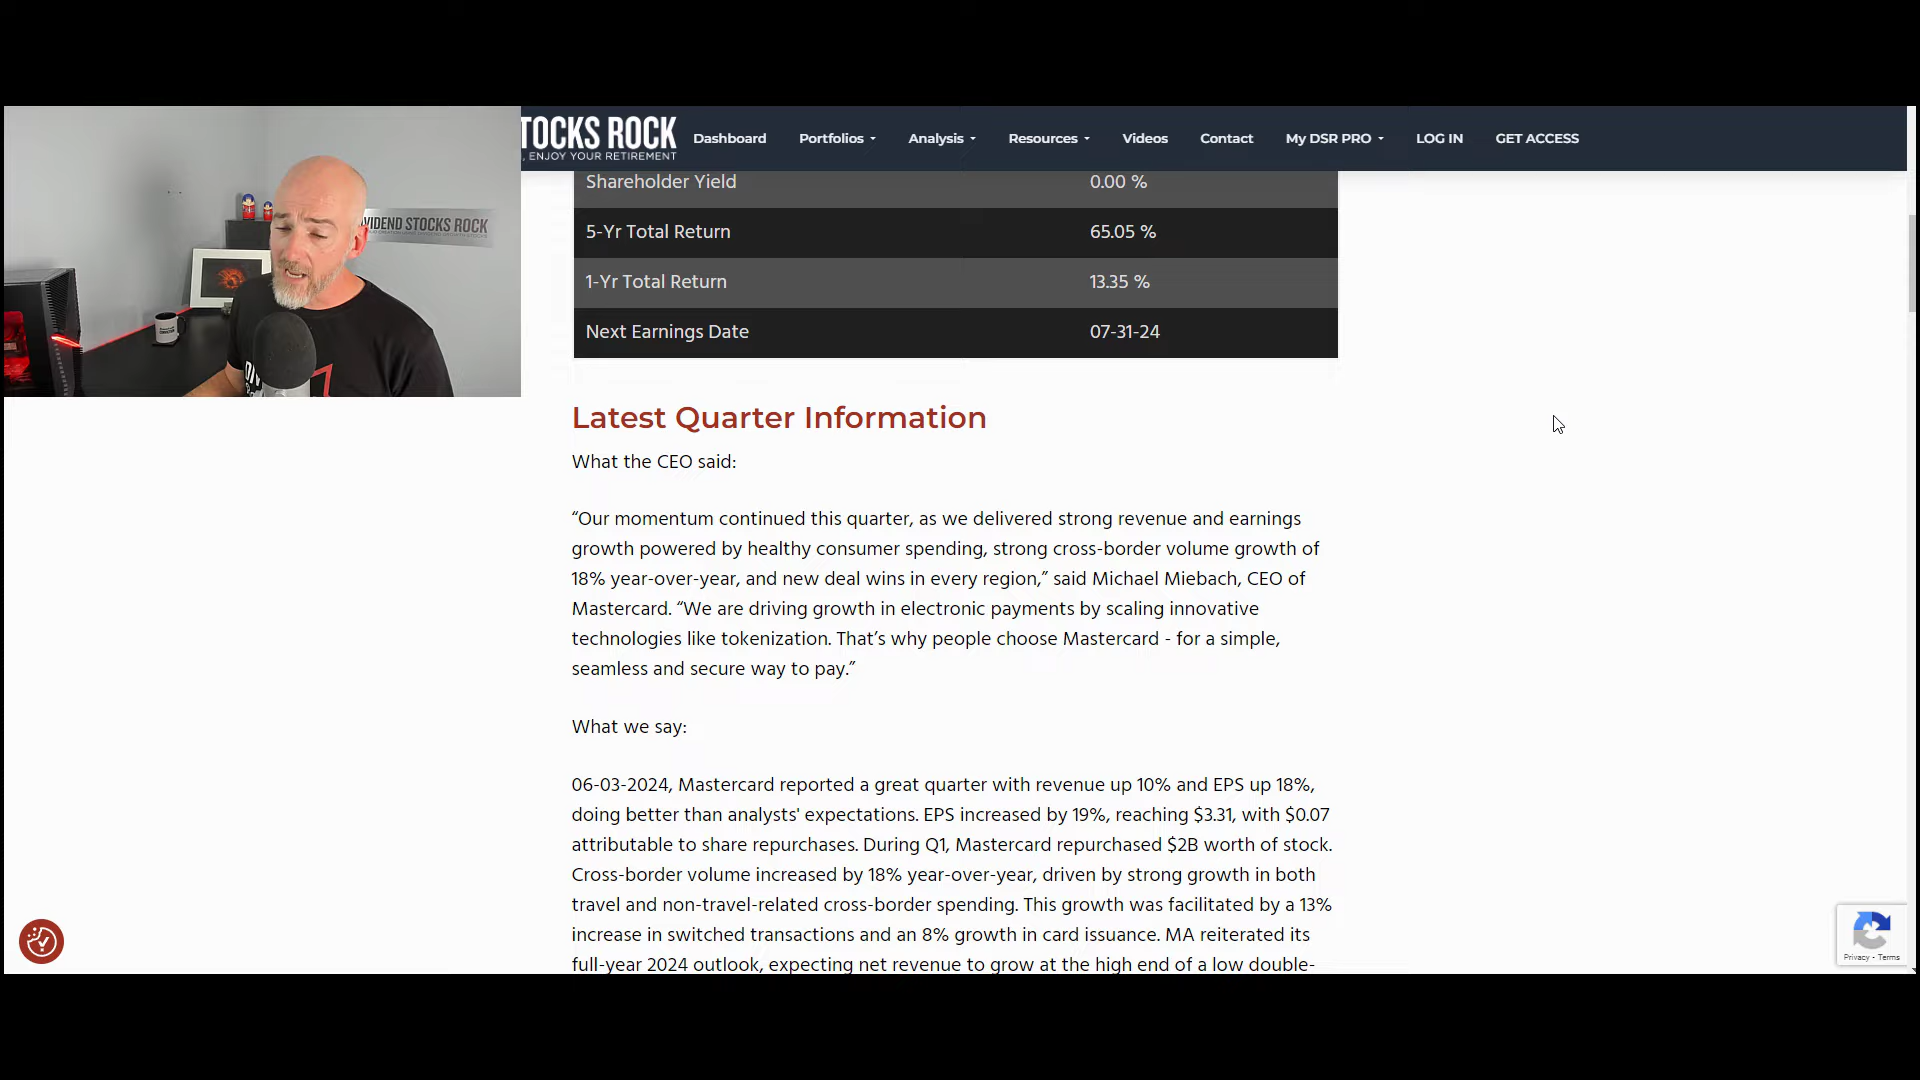 TOCKS ROCK
, ENJOY YOUR RETIREMENT
Dashboard
Portfolios
Analysis
Resources
Videos
Contact
My DSR PRO
LOG IN
GET ACCESS
VIDEND STOCKS ROCK
Shareholder Yield 0.00 %
5-Yr Total Return 65.05 %
1-Yr Total Return 13.35 %
Next Earnings Date 07-31-24
Latest Quarter Information
What the CEO said:
“Our momentum continued this quarter, as we delivered strong revenue and earnings
growth powered by healthy consumer spending, strong cross-border volume growth of
18% year-over-year, and new deal wins in every region,” said Michael Miebach, CEO of
Mastercard. “We are driving growth in electronic payments by scaling innovative
technologies like tokenization. That’s why people choose Mastercard - for a simple,
seamless and secure way to pay.”
What we say:
06-03-2024, Mastercard reported a great quarter with revenue up 10% and EPS up 18%,
doing better than analysts' expectations. EPS increased by 19%, reaching $3.31, with $0.07
attributable to share repurchases. During Q1, Mastercard repurchased $2B worth of stock.
Cross-border volume increased by 18% year-over-year, driven by strong growth in both
travel and non-travel-related cross-border spending. This growth was facilitated by a 13%
increase in switched transactions and an 8% growth in card issuance. MA reiterated its
full-year 2024 outlook, expecting net revenue to grow at the high end of a low double-
Privacy - Terms